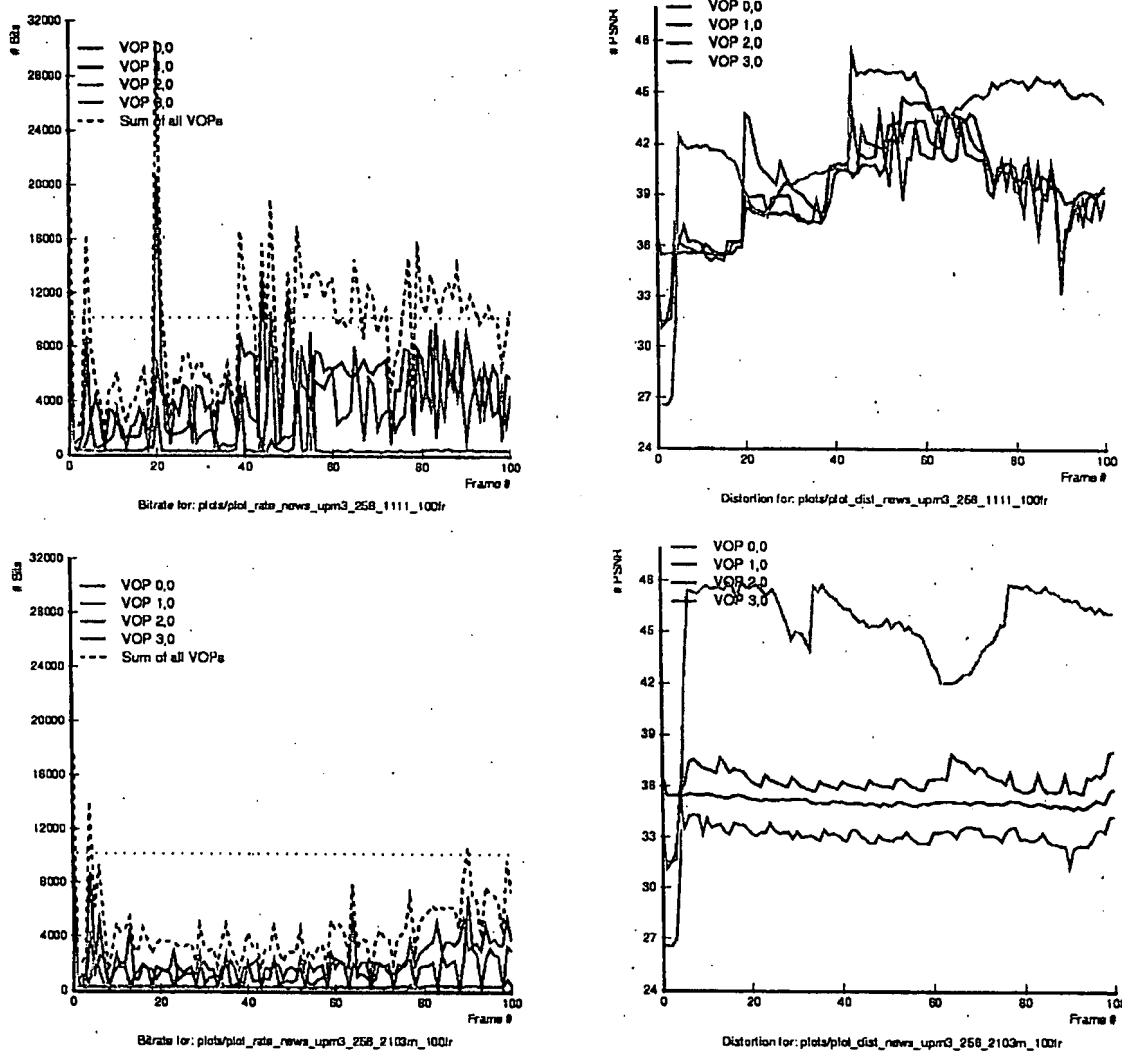 32000
# Bits
28000
24000
20000
16000
12000
8000
4000
0
VOP 0,0
VOP 1,0
VOP 2,0
VOP 3,0
Sum of all VOPs
0 20 40 60 80 100
Frame #
Bitrate for: plots/plot_rate_news_upm3_256_1111_100fr
# PSNR
48
45
42
39
36
33
30
27
24
VOP 0,0
VOP 1,0
VOP 2,0
VOP 3,0
0 20 40 60 80 100
Frame #
Distortion for: plots/plot_dist_news_upm3_256_1111_100fr
32000
# Bits
28000
24000
20000
16000
12000
8000
4000
0
VOP 0,0
VOP 1,0
VOP 2,0
VOP 3,0
Sum of all VOPs
0 20 40 60 80 100
Frame #
Bitrate for: plots/plot_rate_news_upm3_256_2103m_100fr
# PSNR
48
45
42
39
36
33
30
27
24
VOP 0,0
VOP 1,0
VOP 2,0
VOP 3,0
0 20 40 60 80 100
Frame #
Distortion for: plots/plot_dist_news_upm3_256_2103m_100fr